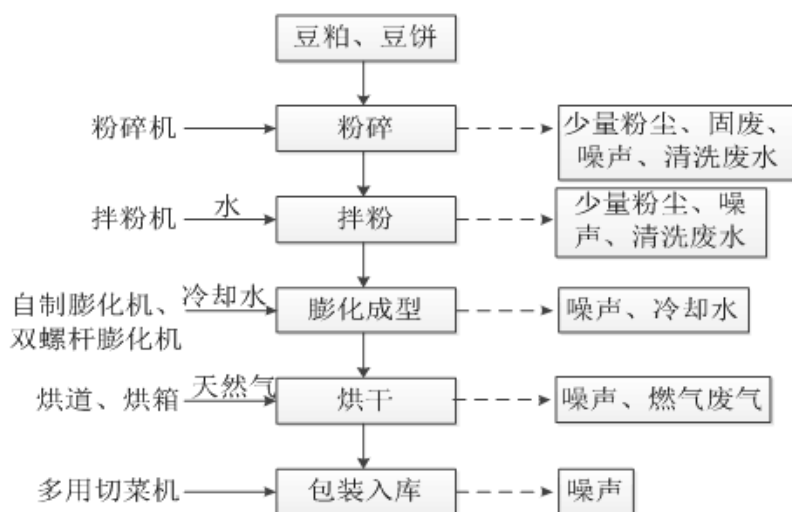 豆粕、豆饼
粉碎机
粉碎
少量粉尘、固废、
噪声、清洗废水
拌粉机
水
拌粉
少量粉尘、噪
声、清洗废水
自制膨化机、
双螺杆膨化机
冷却水
膨化成型
噪声、冷却水
烘道、烘箱
天然气
烘干
噪声、燃气废气
多用切菜机
包装入库
噪声